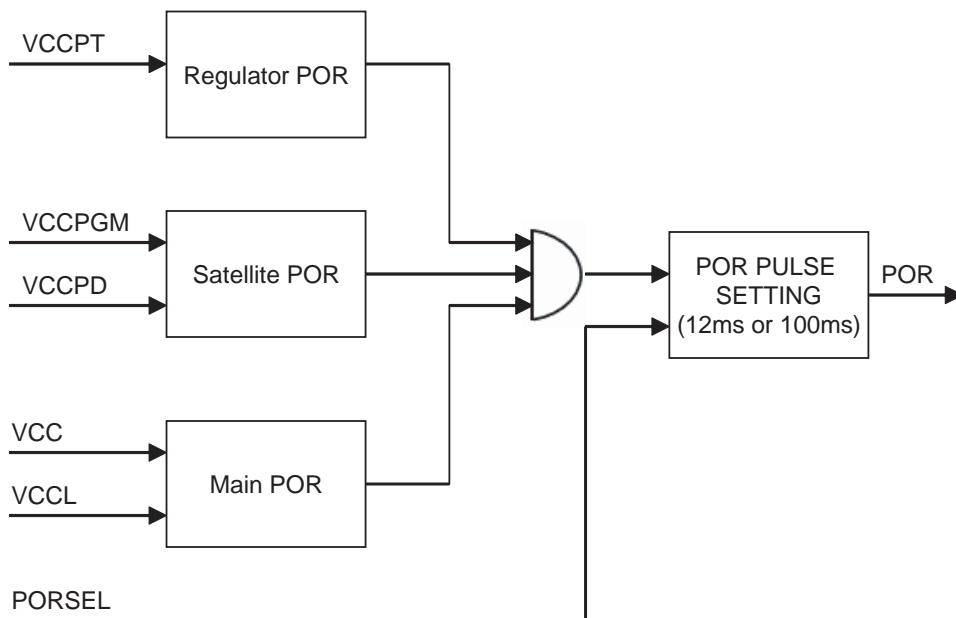 VCCPT
Regulator POR
VCCPGM
VCCPD
Satellite POR
POR PULSE
SETTING
(12ms or 100ms)
POR
VCC
VCCL
Main POR
PORSEL